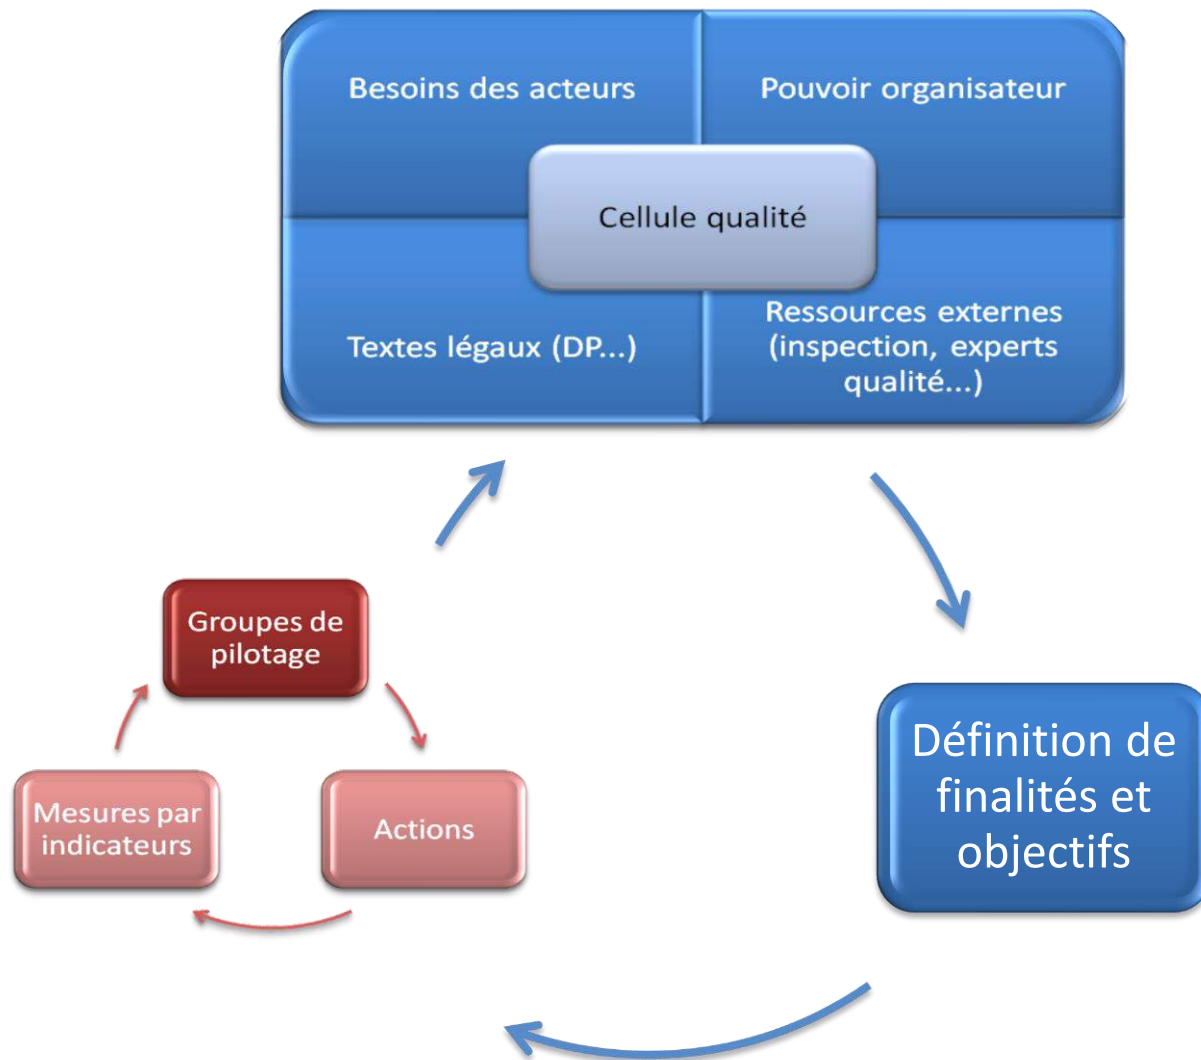 Besoins des acteurs
Pouvoir organisateur
Cellule qualité
Textes légaux (DP...)
Ressources externes
(inspection, experts
qualité...)
Groupes de
pilotage
Mesures par
indicateurs
Actions
Définition de
finalités et
objectifs